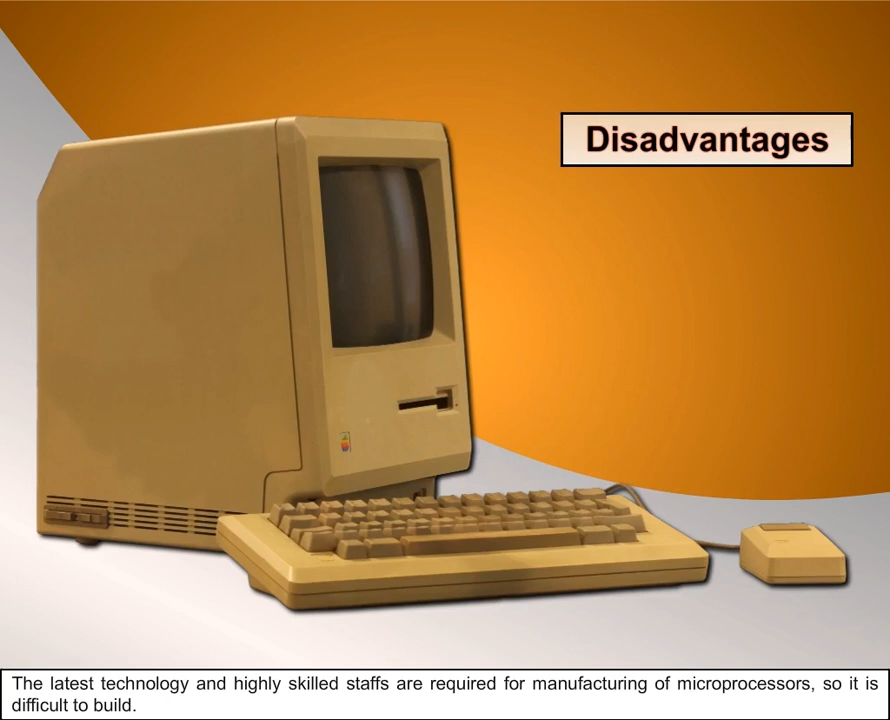 Disadvantages
The latest technology and highly skilled staffs are required for manufacturing of microprocessors, so it is
difficult to build.